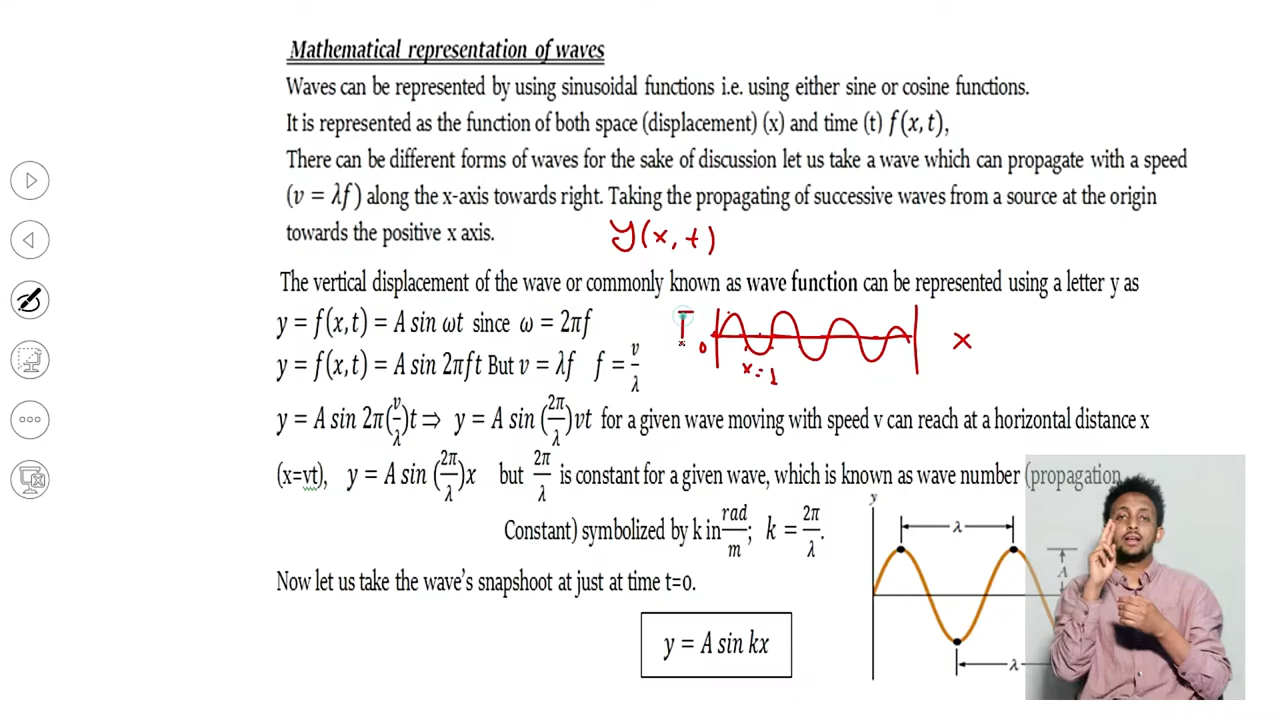 Mathematical representation of waves
Waves can be represented by using sinusoidal functions i.e. using either sine or cosine functions.
It is represented as the function of both space (displacement) (x) and time (t) f(x, t),
There can be different forms of waves for the sake of discussion let us take a wave which can propagate with a speed
(v = λf) along the x-axis towards right. Taking the propagating of successive waves from a source at the origin
towards the positive x axis.
y(x, t)
The vertical displacement of the wave or commonly known as wave function can be represented using a letter y as
y = f(x, t) = A sin ωt since ω = 2πf
0
x = 1
x
y = f(x, t) = A sin 2πft But v = λf f = v/λ
y = A sin 2π(v/λ)t ⇒ y = A sin (2π/λ)vt for a given wave moving with speed v can reach at a horizontal distance x
(x=vt), y = A sin (2π/λ)x but 2π/λ is constant for a given wave, which is known as wave number (propagation
Constant) symbolized by k in rad/m; k = 2π/λ.
Now let us take the wave's snapshoot at just at time t=0.
y = A sin kx
y
λ
A
λ